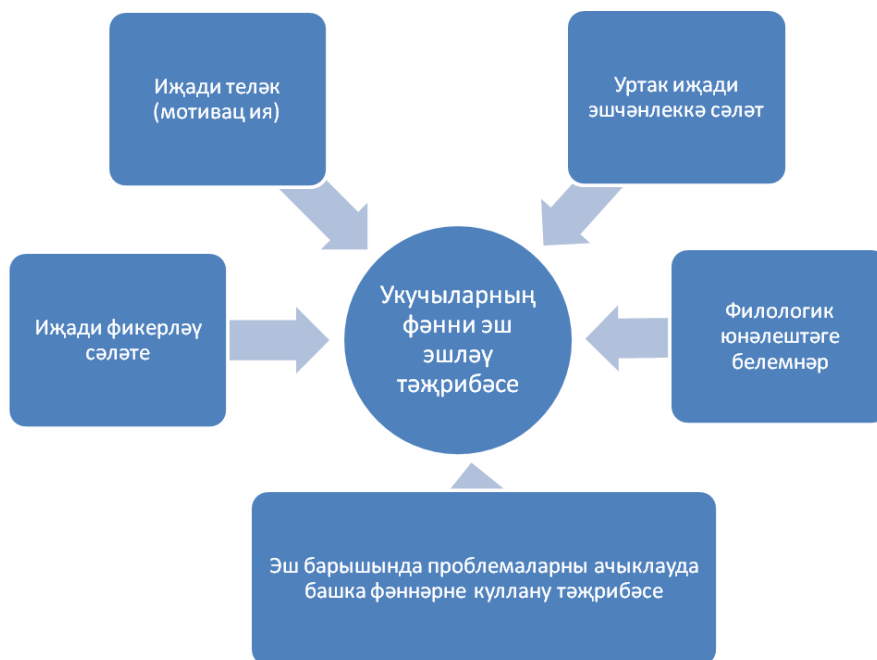 Иҗади теләк
(мотивац ия)
Уртак иҗади
эшчәнлеккә сәләт
Иҗади фикерләү
сәләте
Укучыларның
фәнни эш
эшләү
тәҗрибәсе
Филологик
юнәлештәге
белемнәр
Эш барышында проблемаларны ачыклауда
башка фәннәрне куллану тәҗрибәсе